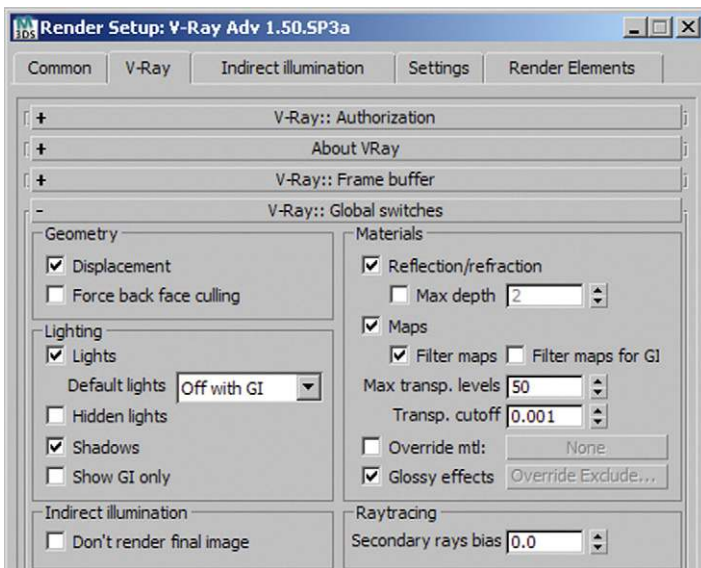 Render Setup: V-Ray Adv 1.50.SP3a
Common V-Ray Indirect illumination Settings Render Elements
+ V-Ray:: Authorization
+ About VRay
+ V-Ray:: Frame buffer
- V-Ray:: Global switches
Geometry
Displacement
Force back face culling
Lighting
Lights
Default lights Off with GI
Hidden lights
Shadows
Show GI only
Indirect illumination
Don't render final image
Materials
Reflection/refraction
Max depth 2
Maps
Filter maps Filter maps for GI
Max transp. levels 50
Transp. cutoff 0.001
Override mtl: None
Glossy effects Override Exclude...
Raytracing
Secondary rays bias 0.0